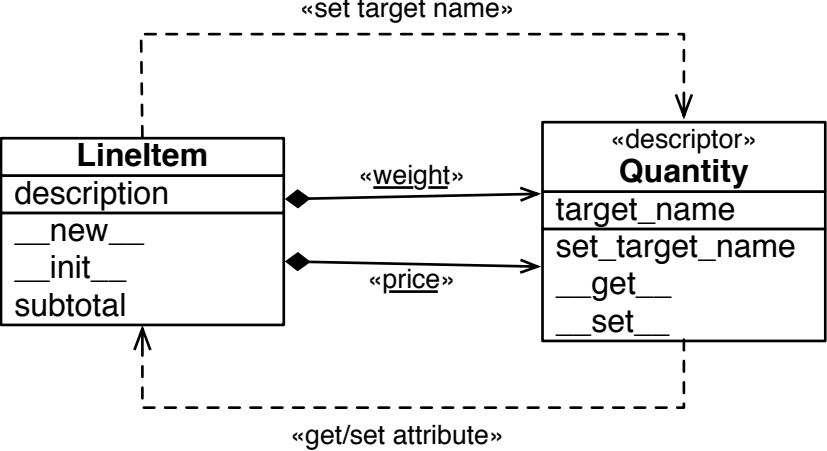 «set target name»
LineItem
description
__new__
__init__
subtotal
«weight»
«price»
«descriptor»
Quantity
target_name
set_target_name
__get__
__set__
«get/set attribute»